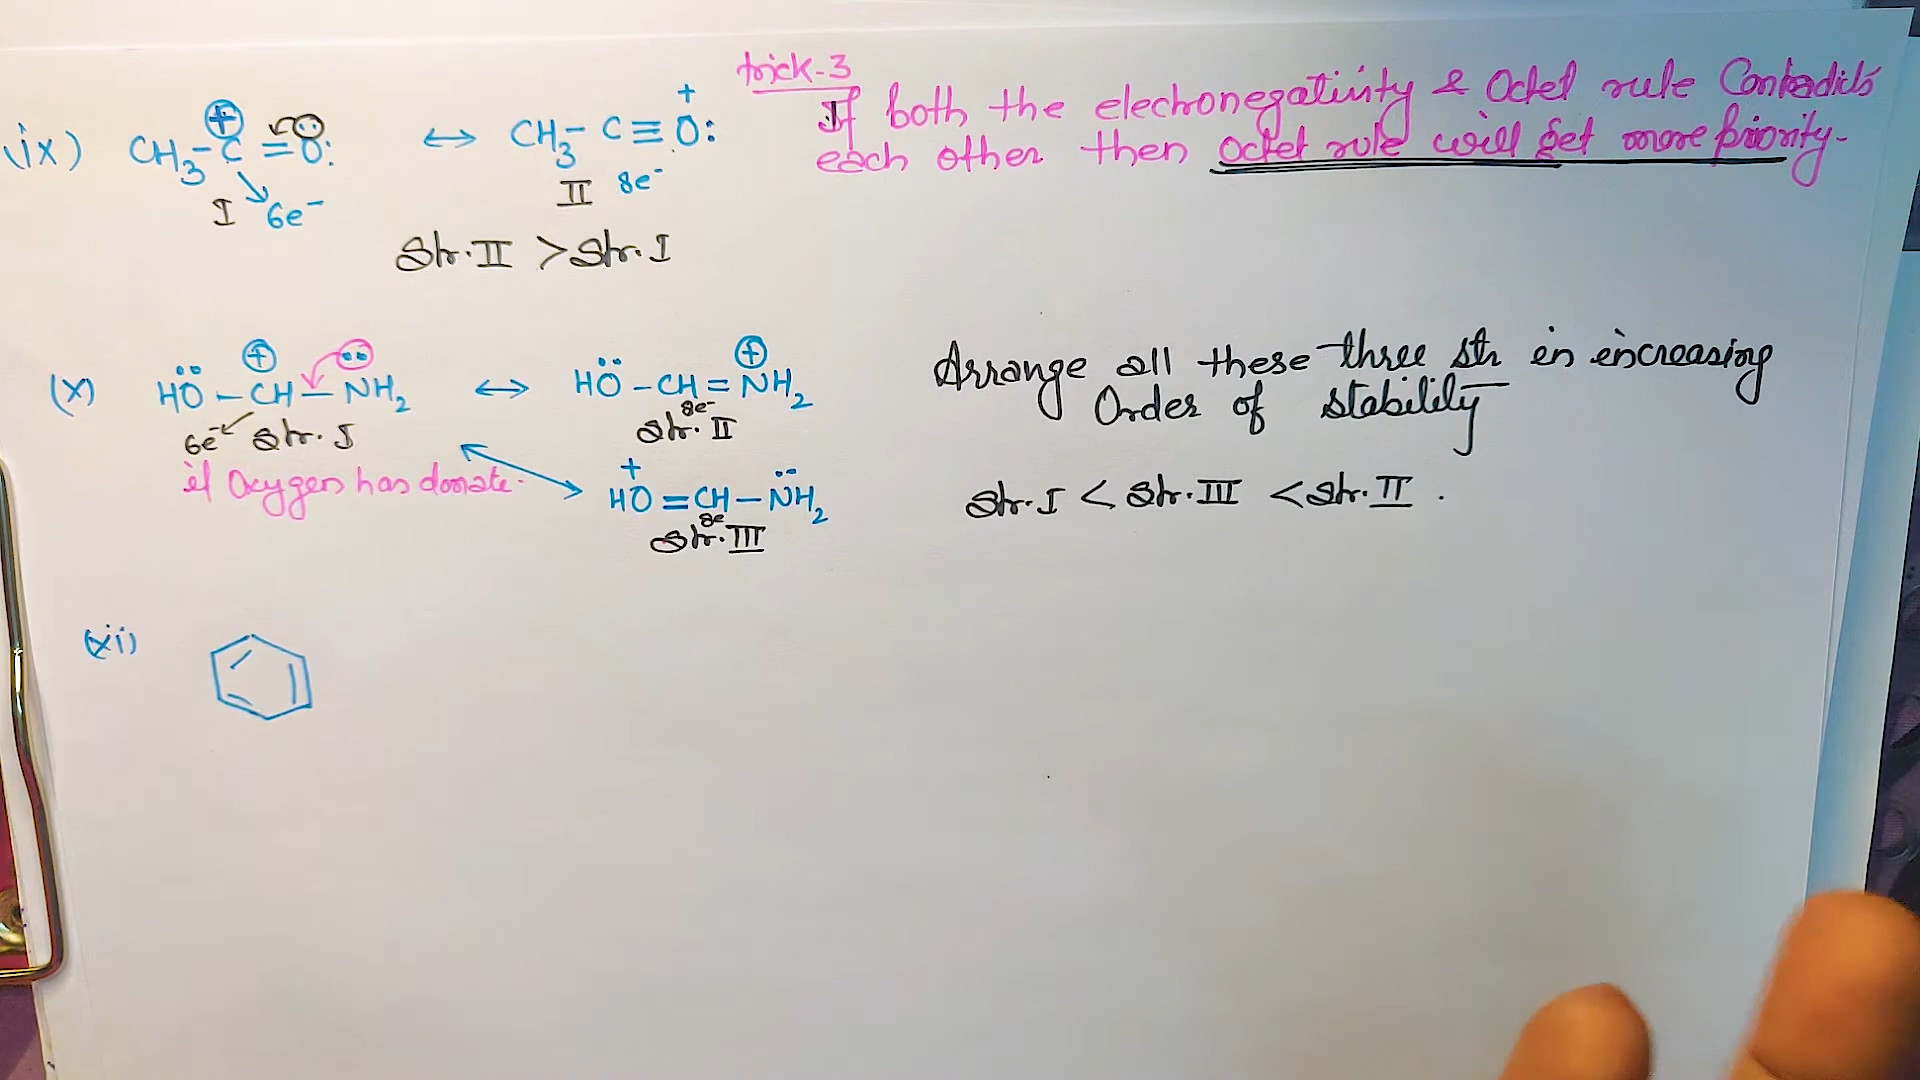 trick-3
If both the electronegativity & Octet rule Contradicts
each other then Octet rule will get more priority-
(ix) CH₃-C⊕=Ö: ↔ CH₃-C≡O⁺:
I 6e⁻ II 8e⁻
Str.II > Str.I
(x) HÖ-CH⊕-N̈H₂ ↔ HÖ-CH=N⊕H₂
6e⁻ Str.I 8e⁻ Str.II
if Oxygen has donate.
HO⁺=CH-N̈H₂
8e Str.III
Arrange all these three str in increasing
Order of stability
Str.I < Str.III < Str.II .
(xi)